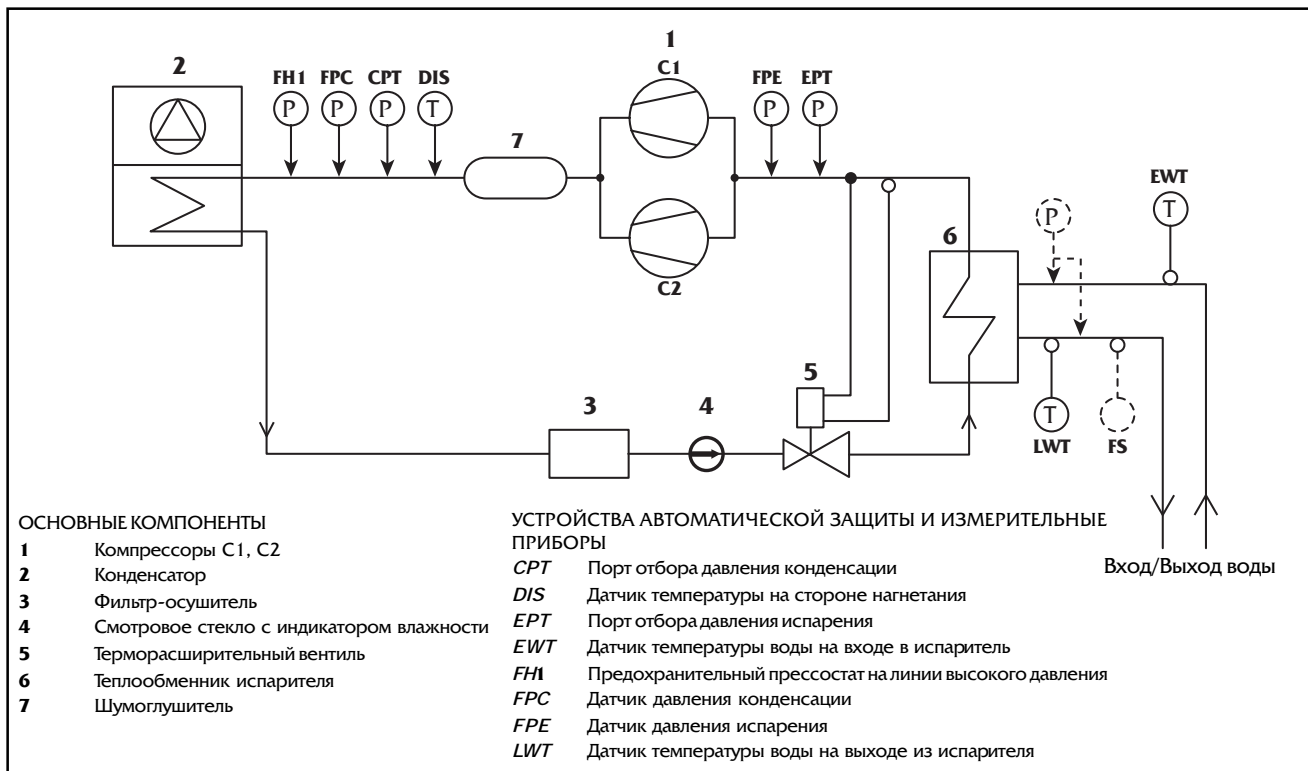 1
C1
2
FH1 FPC CPT DIS
P P P T
7
FPE EPT
P P
C2
EWT
T
P
6
5
3
4
T
LWT
FS
Вход/Выход воды
ОСНОВНЫЕ КОМПОНЕНТЫ
1 Компрессоры С1, С2
2 Конденсатор
3 Фильтр-осушитель
4 Смотровое стекло с индикатором влажности
5 Терморасширительный вентиль
6 Теплообменник испарителя
7 Шумоглушитель
УСТРОЙСТВА АВТОМАТИЧЕСКОЙ ЗАЩИТЫ И ИЗМЕРИТЕЛЬНЫЕ
ПРИБОРЫ
CPT Порт отбора давления конденсации
DIS Датчик температуры на стороне нагнетания
EPT Порт отбора давления испарения
EWT Датчик температуры воды на входе в испаритель
FH1 Предохранительный прессостат на линии высокого давления
FPC Датчик давления конденсации
FPE Датчик давления испарения
LWT Датчик температуры воды на выходе из испарителя